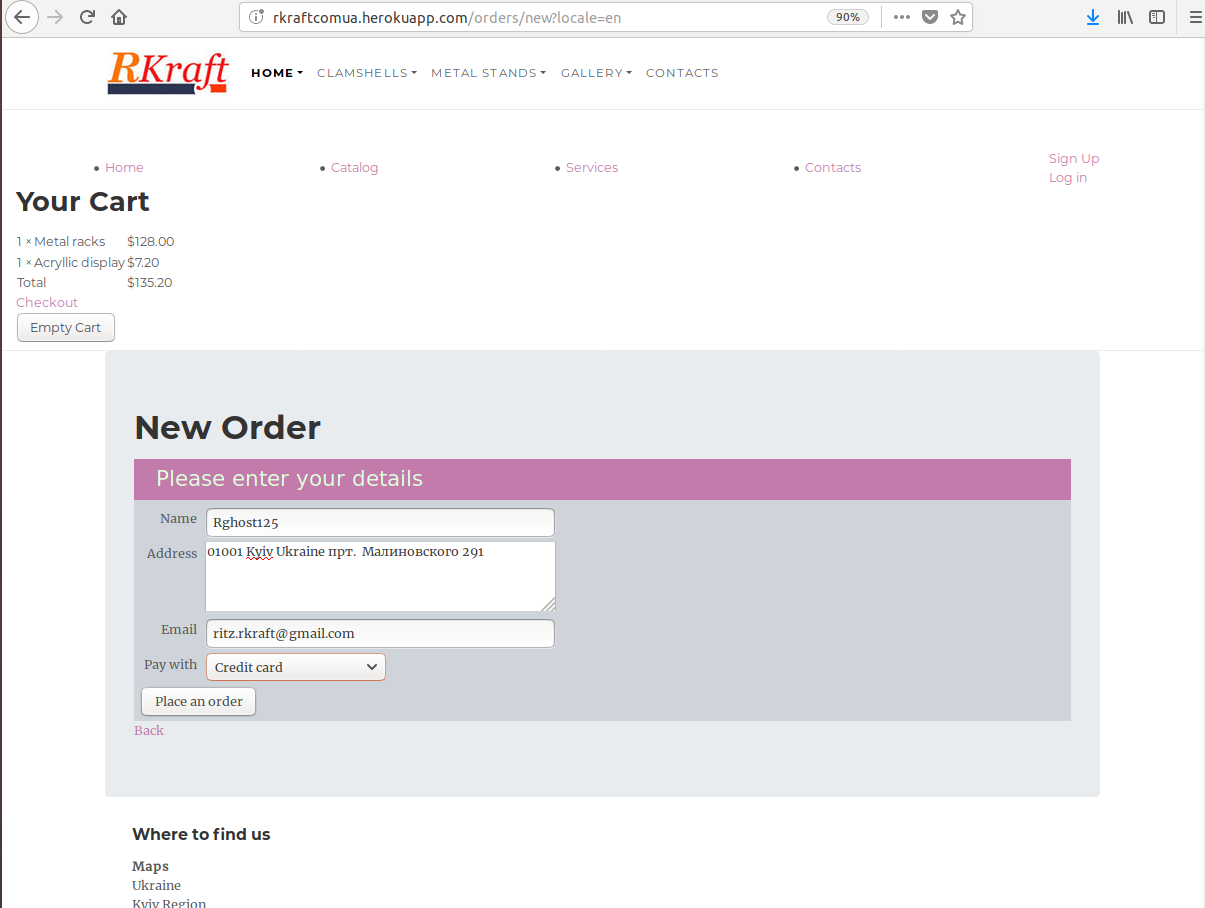 rkraftcomua.herokuapp.com/orders/new?locale=en
90%
RKraft
HOME CLAMSHELLS METAL STANDS GALLERY CONTACTS
• Home • Catalog • Services • Contacts
Sign Up
Log in
Your Cart
1 × Metal racks $128.00
1 × Acryllic display $7.20
Total $135.20
Checkout
Empty Cart
New Order
Please enter your details
Name Rghost125
Address 01001 Kyiv Ukraine прт. Малиновского 291
Email ritz.rkraft@gmail.com
Pay with Credit card
Place an order
Back
Where to find us
Maps
Ukraine
Kyiv Region